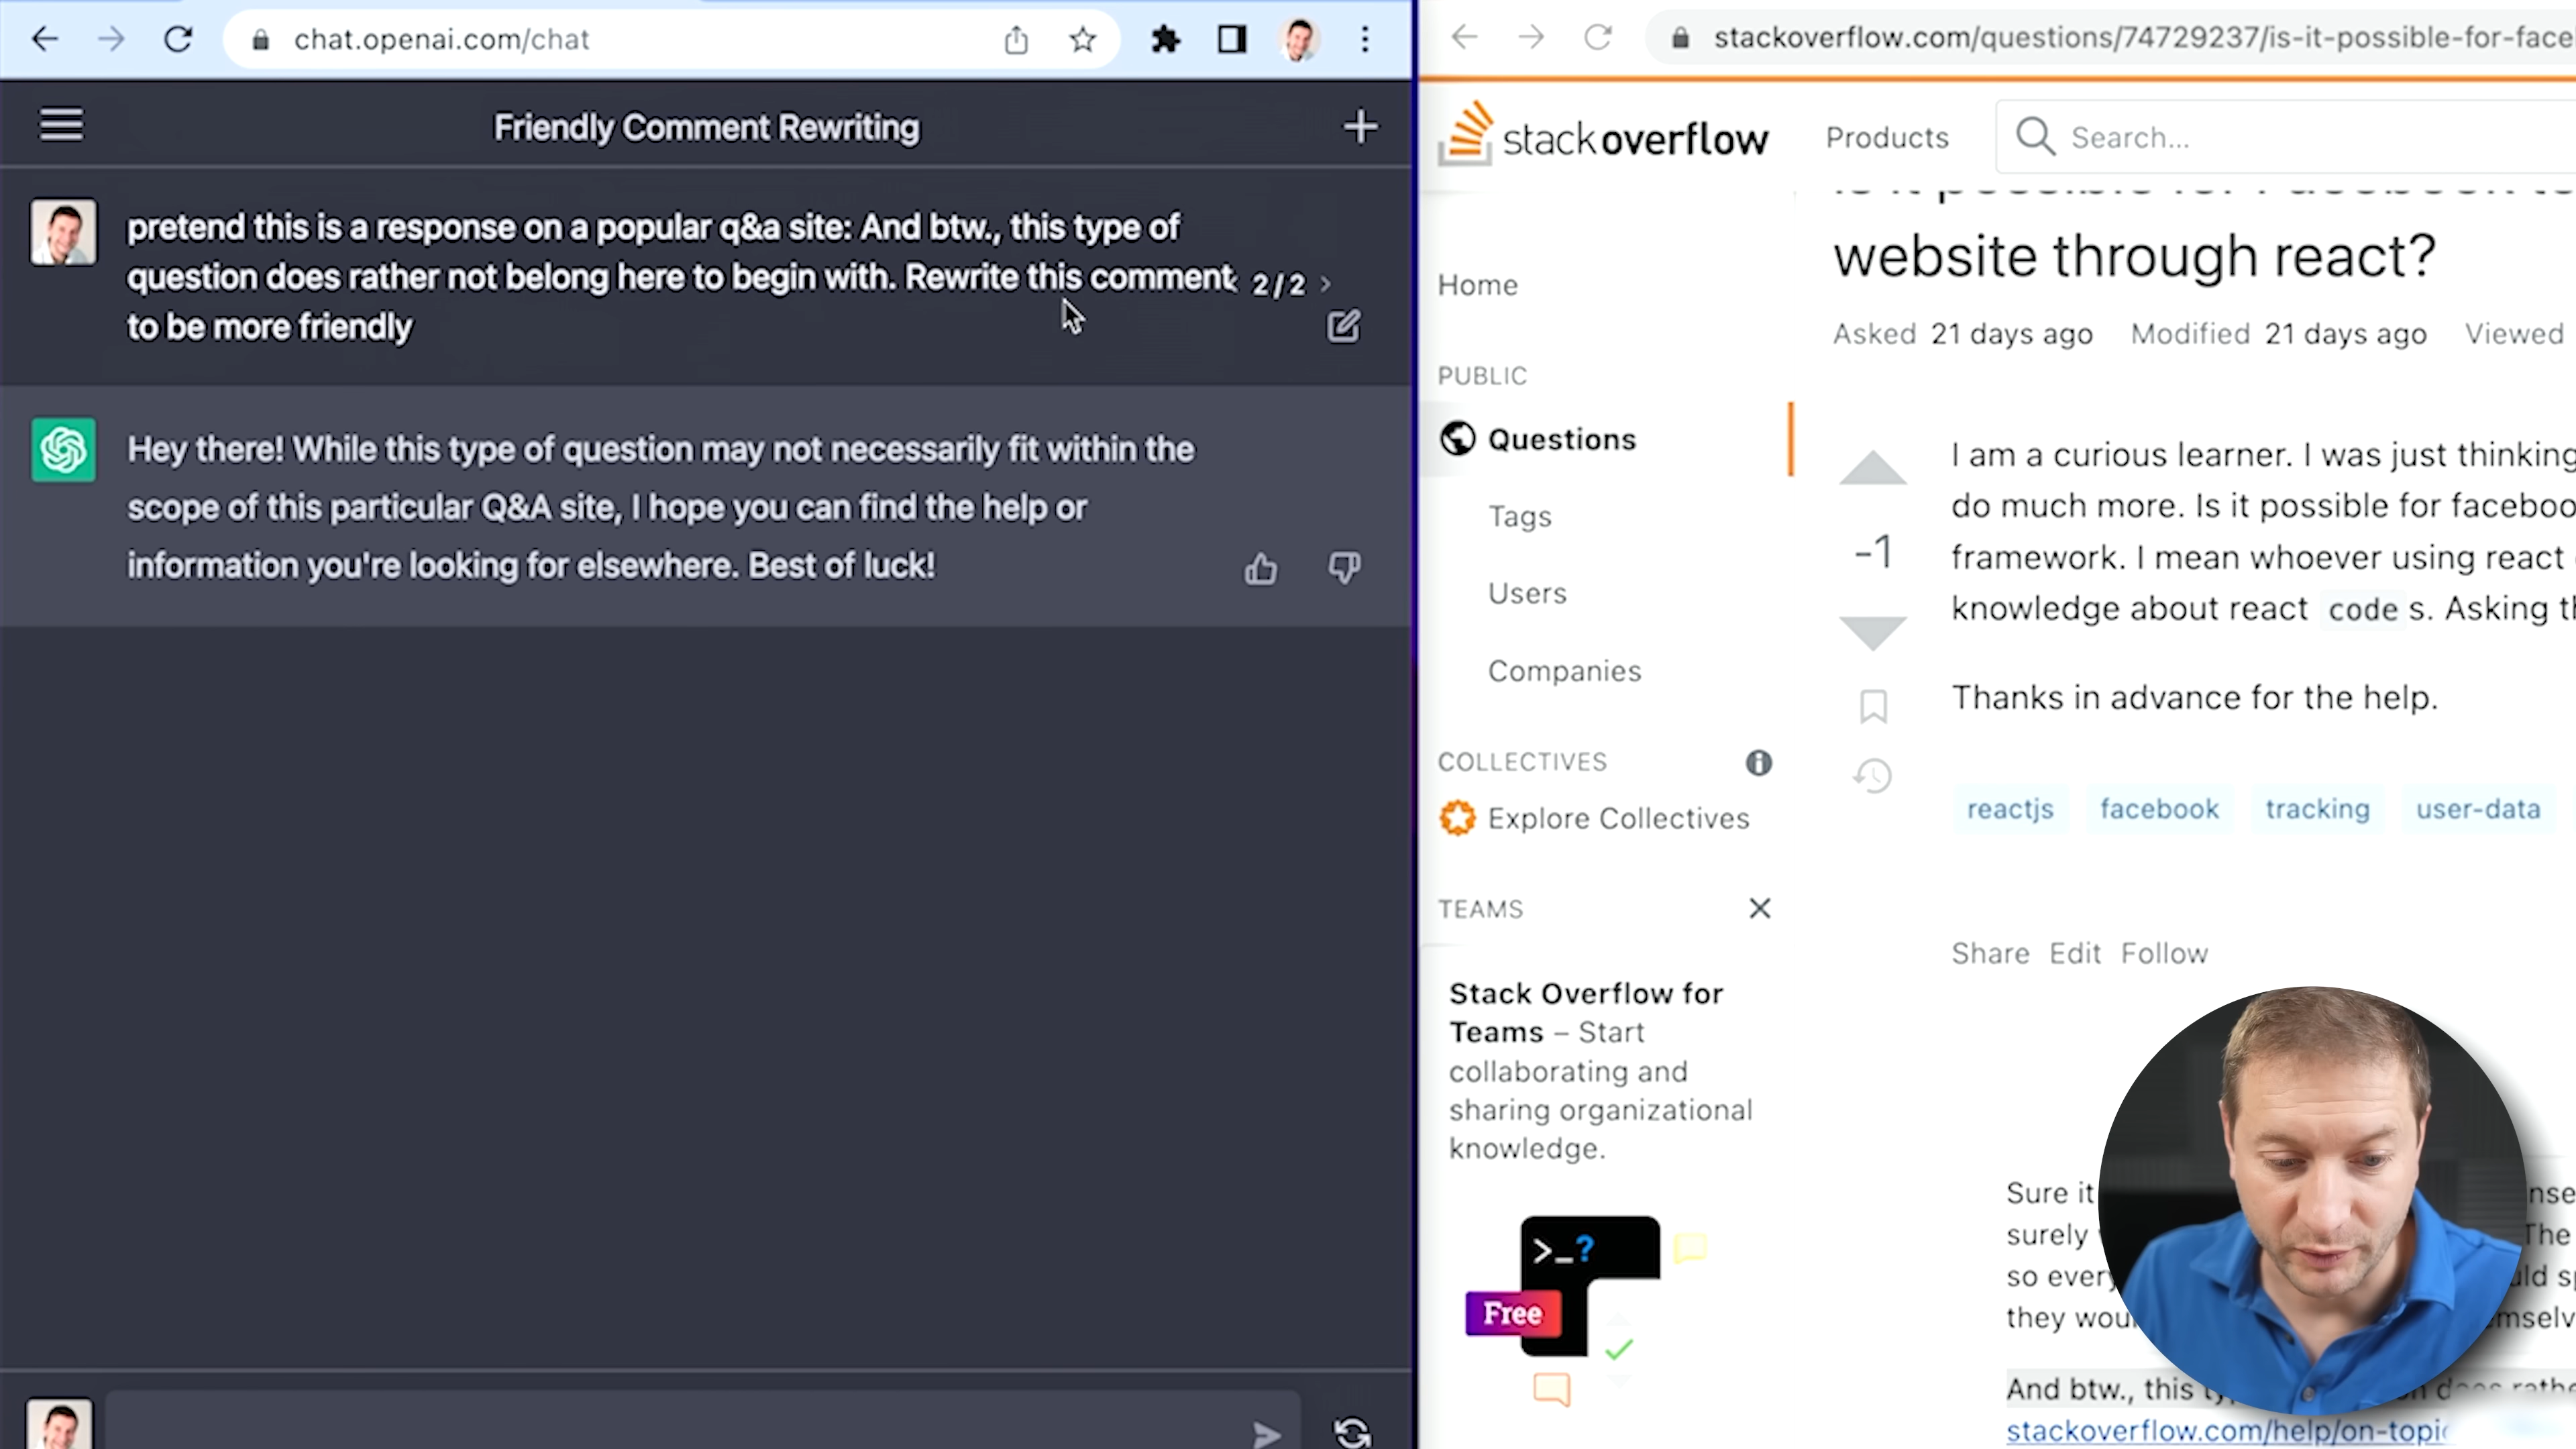 chat.openai.com/chat
Friendly Comment Rewriting
pretend this is a response on a popular q&a site: And btw., this type of
question does rather not belong here to begin with. Rewrite this comment
to be more friendly
2 / 2
Hey there! While this type of question may not necessarily fit within the
scope of this particular Q&A site, I hope you can find the help or
information you're looking for elsewhere. Best of luck!
stackoverflow.com/questions/74729237/is-it-possible-for-face
stackoverflow
Products
Search...
website through react?
Asked 21 days ago Modified 21 days ago Viewed
Home
PUBLIC
Questions
Tags
Users
Companies
COLLECTIVES
Explore Collectives
TEAMS
Stack Overflow for
Teams – Start
collaborating and
sharing organizational
knowledge.
>_?
Free
I am a curious learner. I was just thinking
do much more. Is it possible for faceboo
framework. I mean whoever using react
knowledge about react code s. Asking
-1
Thanks in advance for the help.
reactjs facebook tracking user-data
Share Edit Follow
Sure it
surely The
so every
they
And btw., this
stackoverflow.com/help/on-topic